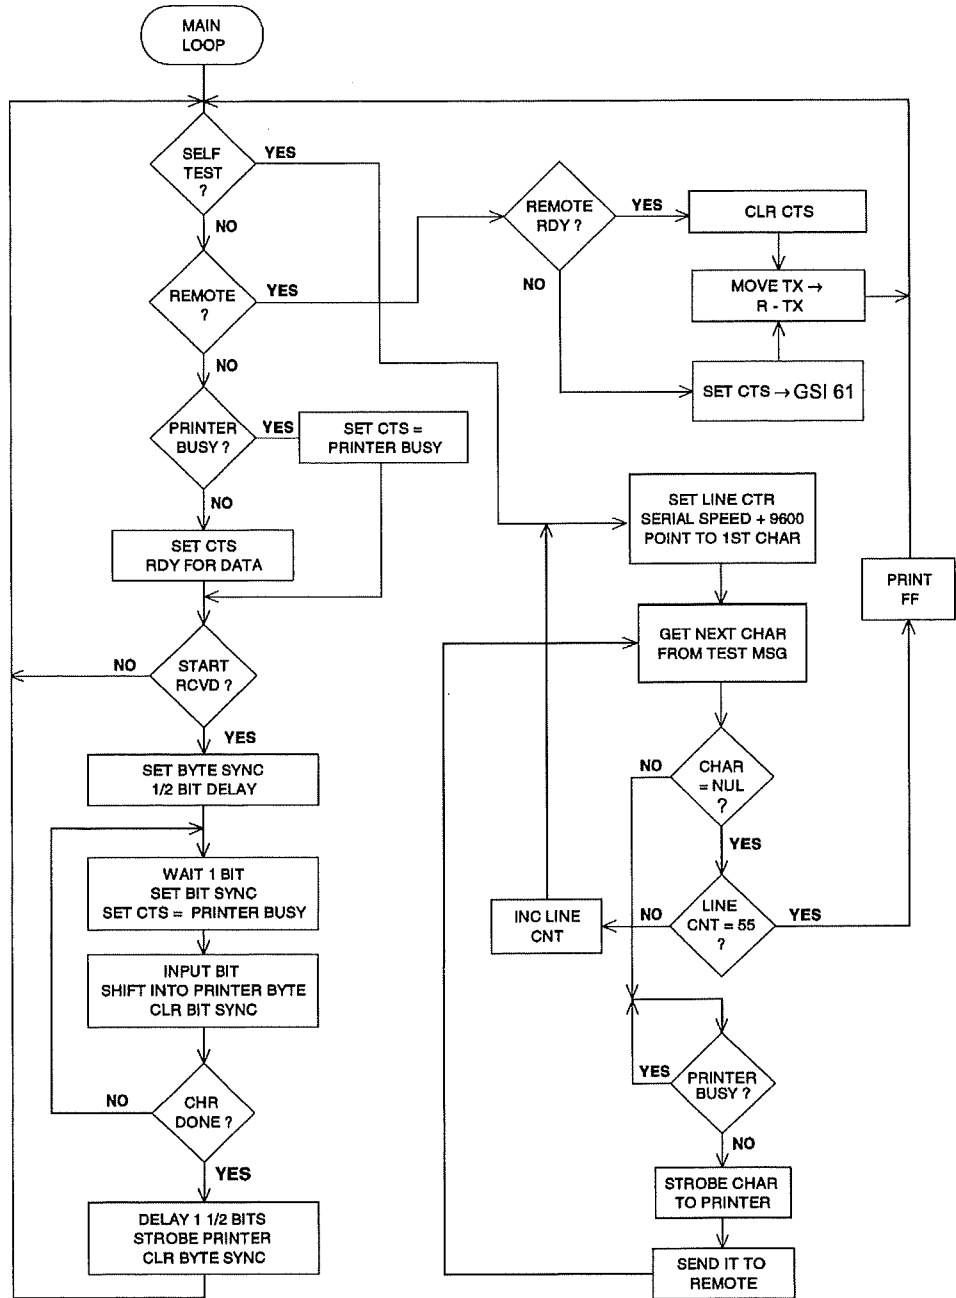 MAIN
LOOP
SELF
TEST
?
YES
NO
REMOTE
?
YES
NO
REMOTE
RDY ?
YES
NO
CLR CTS
MOVE TX →
R - TX
SET CTS → GSI 61
PRINTER
BUSY ?
YES
NO
SET CTS =
PRINTER BUSY
SET CTS
RDY FOR DATA
START
RCVD ?
NO
YES
SET BYTE SYNC
1/2 BIT DELAY
WAIT 1 BIT
SET BIT SYNC
SET CTS = PRINTER BUSY
INPUT BIT
SHIFT INTO PRINTER BYTE
CLR BIT SYNC
CHR
DONE ?
NO
YES
DELAY 1 1/2 BITS
STROBE PRINTER
CLR BYTE SYNC
SET LINE CTR
SERIAL SPEED + 9600
POINT TO 1ST CHAR
GET NEXT CHAR
FROM TEST MSG
CHAR
= NUL
?
NO
YES
LINE
CNT = 55
?
NO
YES
INC LINE
CNT
PRINT
FF
PRINTER
BUSY ?
YES
NO
STROBE CHAR
TO PRINTER
SEND IT TO
REMOTE